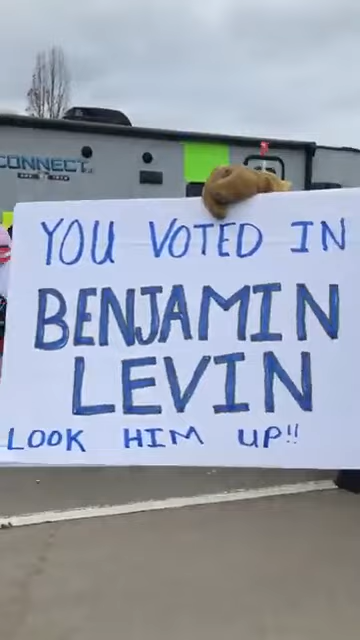 CONNECT
YOU VOTED IN
BENJAMIN
LEVIN
LOOK HIM UP!!